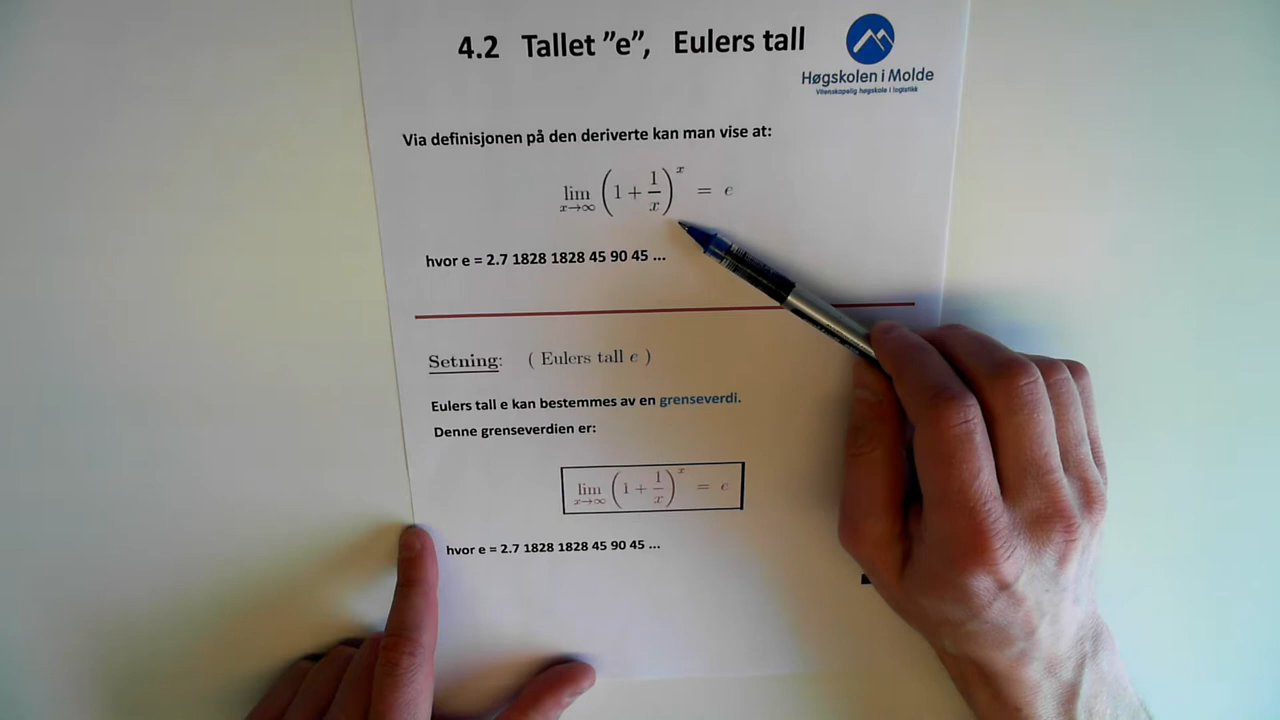 4.2 Tallet ”e”, Eulers tall
Høgskolen i Molde
Vitenskapelig høgskole i logistikk
Via definisjonen på den deriverte kan man vise at:
lim x→∞ (1 + 1/x)^x = e
hvor e = 2.7 1828 1828 45 90 45 ...
Setning: ( Eulers tall e )
Eulers tall e kan bestemmes av en grenseverdi.
Denne grenseverdien er:
lim x→∞ (1 + 1/x)^x = e
hvor e = 2.7 1828 1828 45 90 45 ...